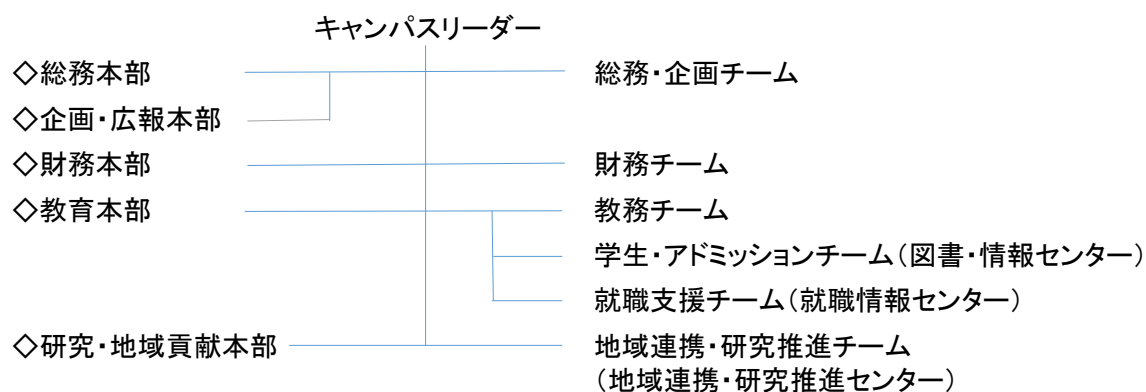 キャンパスリーダー
◇総務本部 総務・企画チーム
◇企画・広報本部
◇財務本部 財務チーム
◇教育本部 教務チーム
学生・アドミッションチーム(図書・情報センター)
就職支援チーム(就職情報センター)
◇研究・地域貢献本部 地域連携・研究推進チーム
(地域連携・研究推進センター)